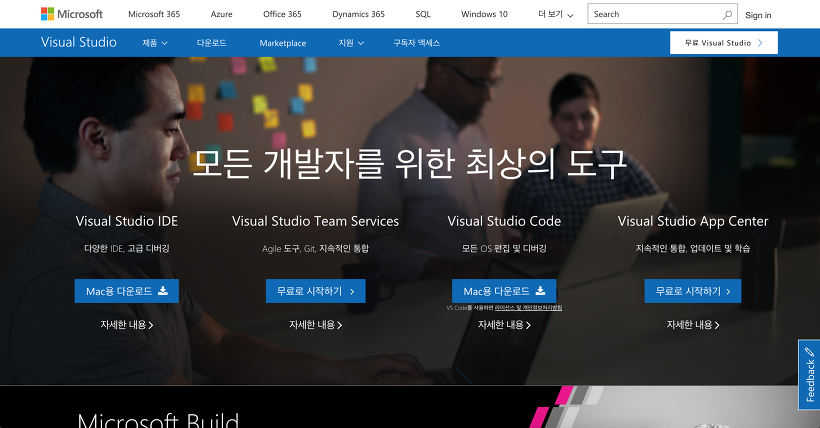 Microsoft Microsoft 365 Azure Office 365 Dynamics 365 SQL Windows 10 더 보기 Search Sign in
Visual Studio 제품 다운로드 Marketplace 지원 구독자 액세스 무료 Visual Studio
모든 개발자를 위한 최상의 도구
Visual Studio IDE Visual Studio Team Services Visual Studio Code Visual Studio App Center
다양한 IDE, 고급 디버깅 Agile 도구, Git, 지속적인 통합 모든 OS 편집 및 디버깅 지속적인 통합, 업데이트 및 학습
Mac용 다운로드 무료로 시작하기 Mac용 다운로드 무료로 시작하기
VS Code를 사용하면 라이선스 및 개인정보처리방침
자세한 내용 자세한 내용 자세한 내용 자세한 내용
Feedback
Microsoft Build